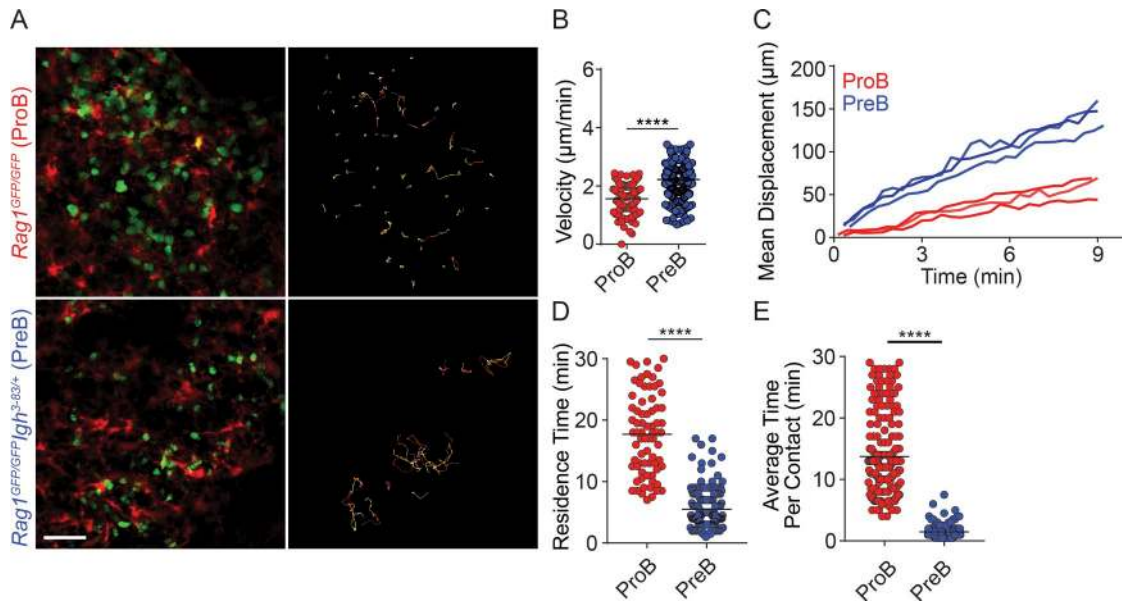 A
Rag1GFP/GFP (ProB)
Rag1GFP/GFPIgh3-83/+ (PreB)
B
Velocity (µm/min)
6
4
2
0
****
ProB
PreB
C
Mean Displacement (µm)
200
150
100
50
0
ProB
PreB
3
6
9
Time (min)
D
Residence Time (min)
30
20
10
0
****
ProB
PreB
E
Average Time
Per Contact (min)
30
20
10
0
****
ProB
PreB